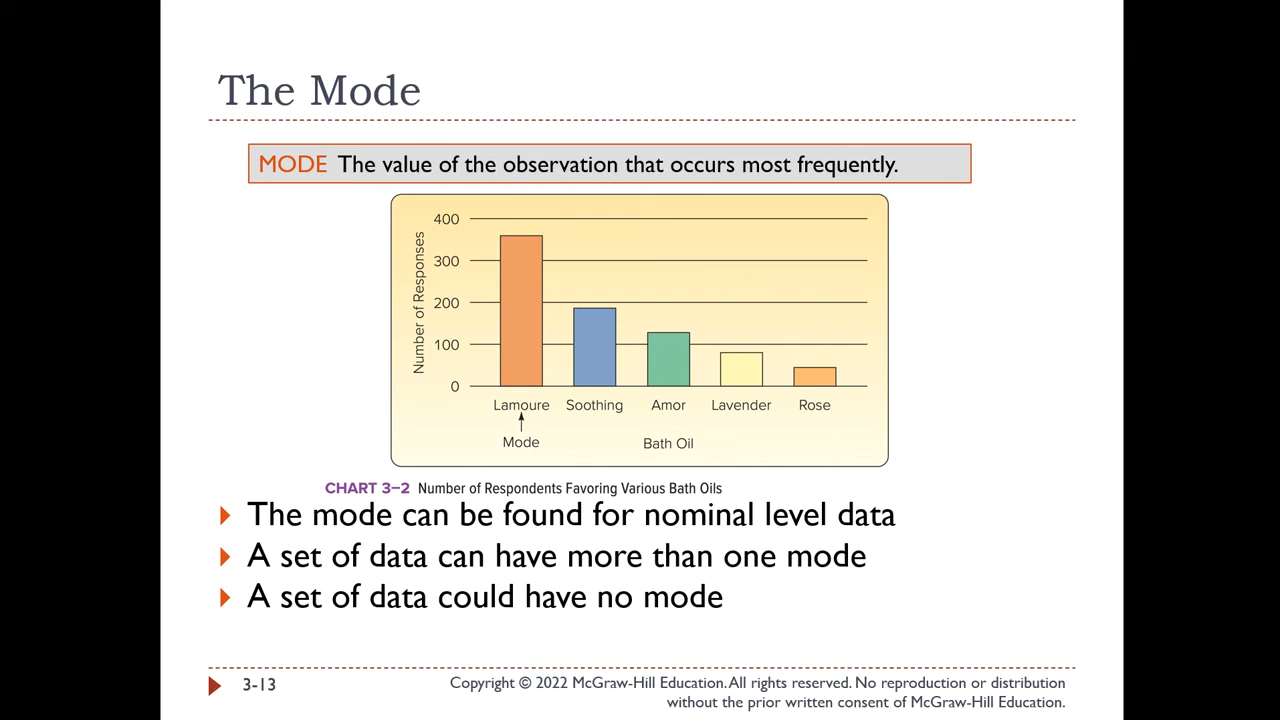 The Mode
MODE The value of the observation that occurs most frequently.
Number of Responses
400
300
200
100
0
Lamoure Soothing Amor Lavender Rose
Mode
Bath Oil
CHART 3–2 Number of Respondents Favoring Various Bath Oils
The mode can be found for nominal level data
A set of data can have more than one mode
A set of data could have no mode
3-13
Copyright © 2022 McGraw-Hill Education. All rights reserved. No reproduction or distribution
without the prior written consent of McGraw-Hill Education.